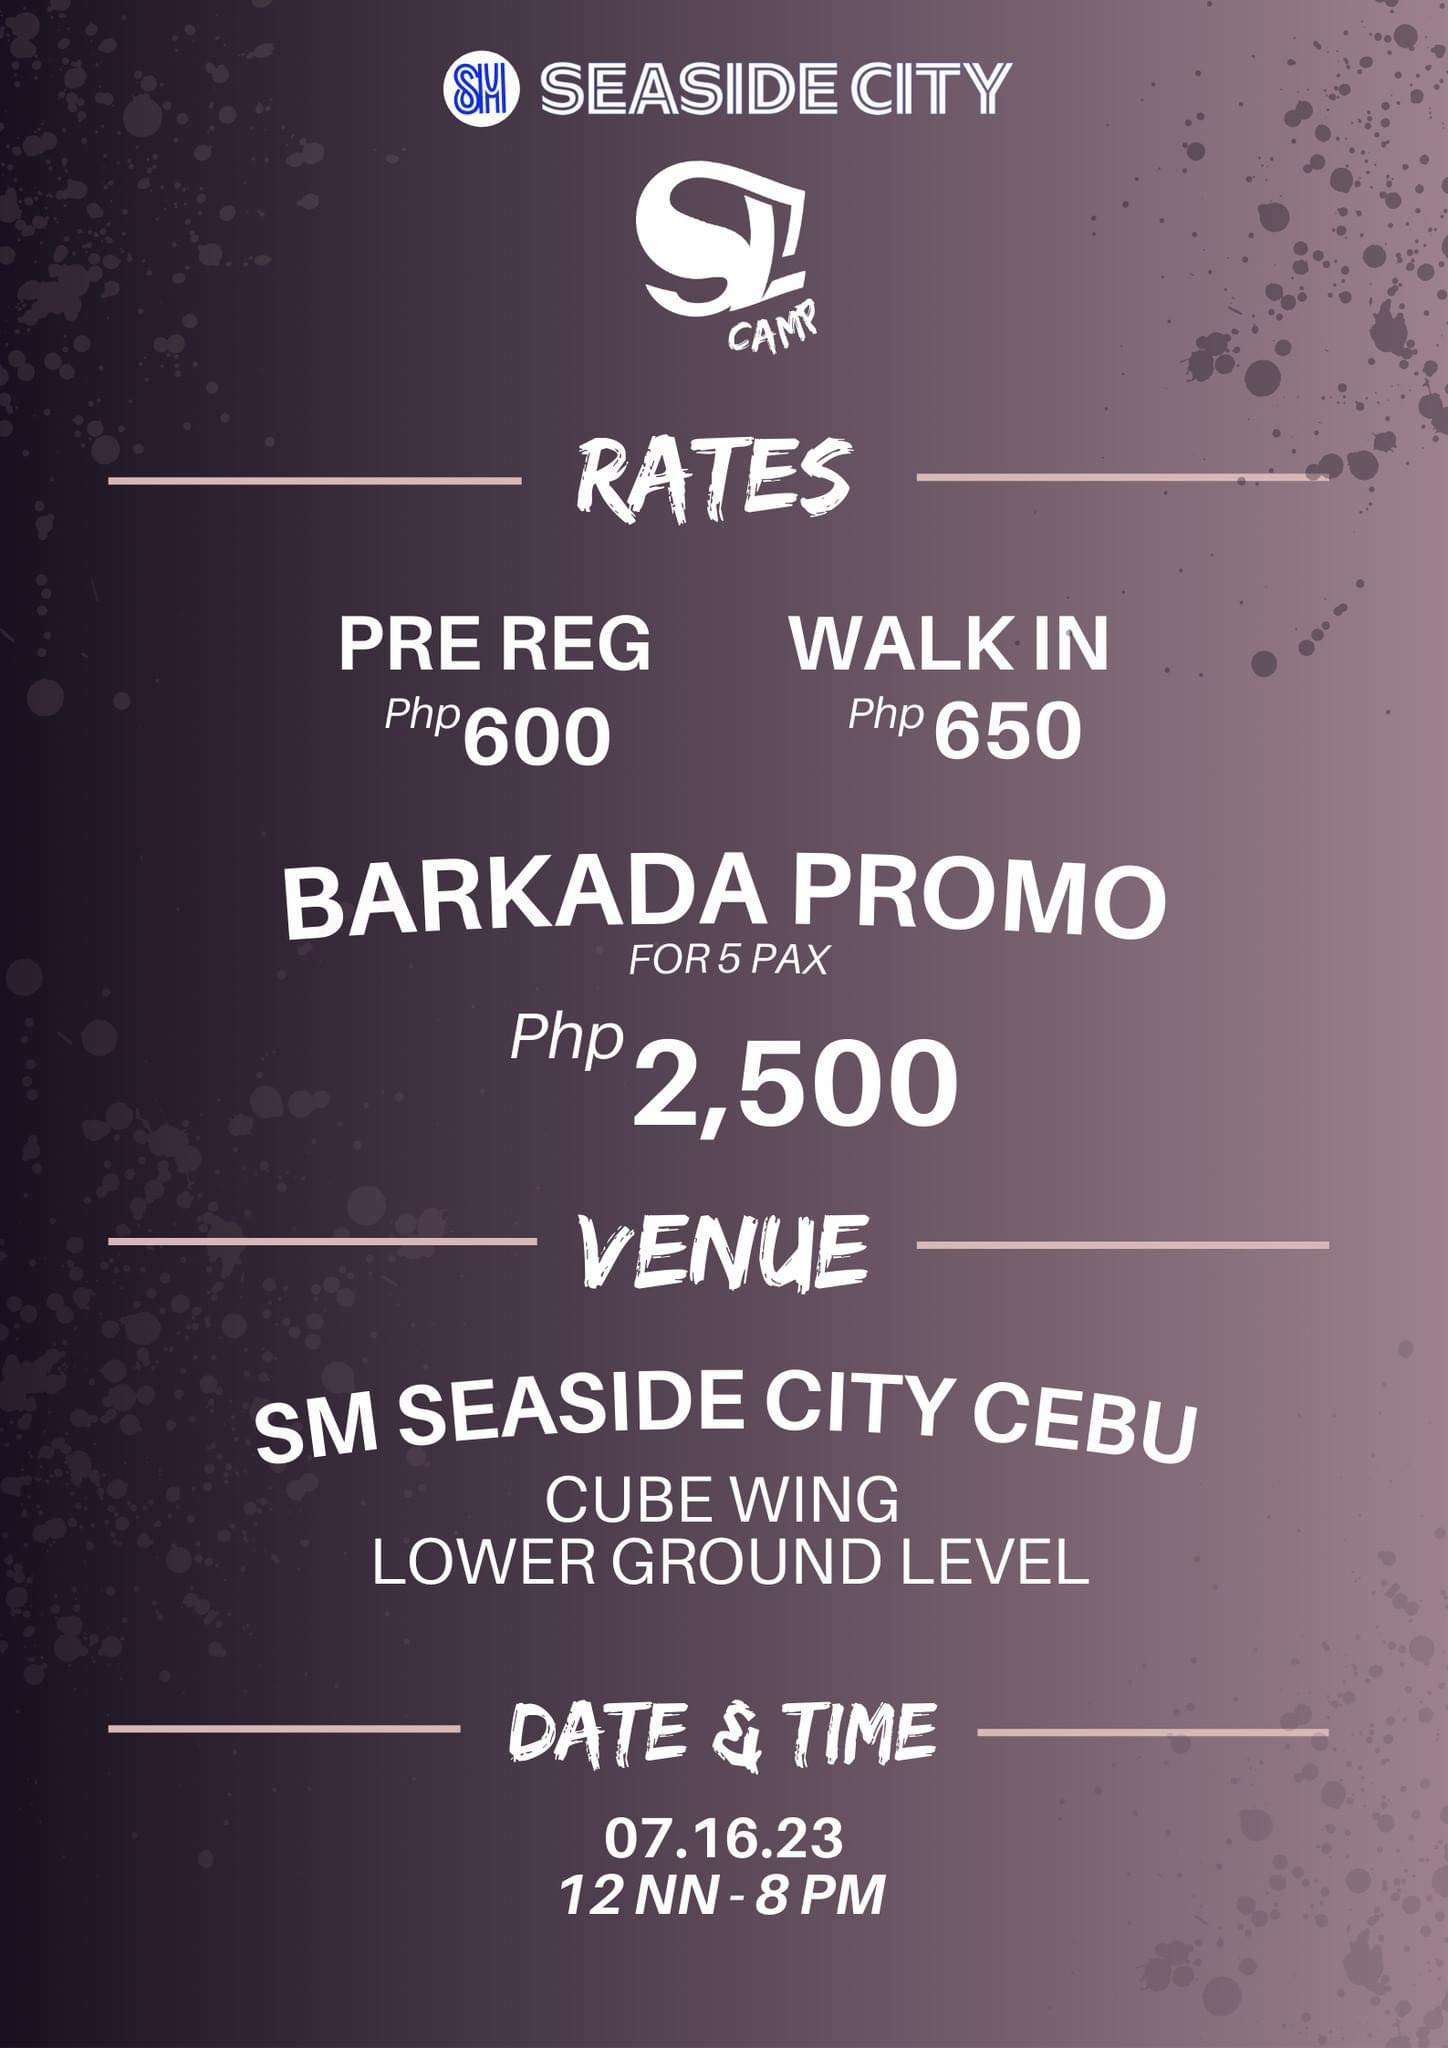 SM SEASIDE CITY
SL
CAMP
RATES
PRE REG
Php 600
WALK IN
Php 650
BARKADA PROMO
FOR 5 PAX
Php 2,500
VENUE
SM SEASIDE CITY CEBU
CUBE WING
LOWER GROUND LEVEL
DATE & TIME
07.16.23
12 NN - 8 PM